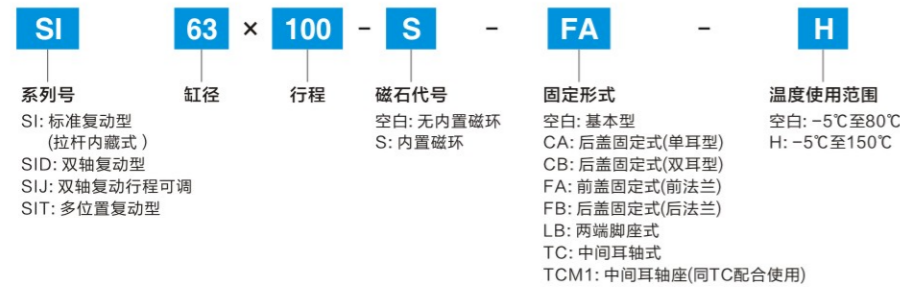 SI 63 × 100 - S - FA - H
系列号 缸径 行程 磁石代号 固定形式 温度使用范围
SI: 标准复动型 空白: 无内置磁环 空白: 基本型 空白: -5℃至80℃
(拉杆内藏式 ) S: 内置磁环 CA: 后盖固定式(单耳型) H: -5℃至150℃
SID: 双轴复动型 CB: 后盖固定式(双耳型)
SIJ: 双轴复动行程可调 FA: 前盖固定式(前法兰)
SIT: 多位置复动型 FB: 后盖固定式(后法兰)
LB: 两端脚座式
TC: 中间耳轴式
TCM1: 中间耳轴座(同TC配合使用)